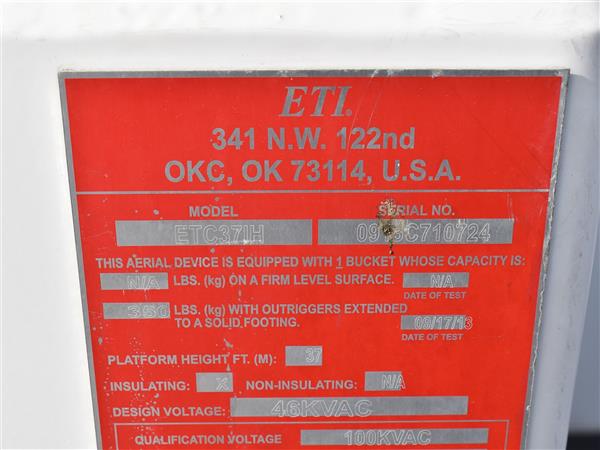 ETI®
341 N.W. 122nd
OKC, OK 73114, U.S.A.
MODEL SERIAL NO.
ETC37IH
THIS AERIAL DEVICE IS EQUIPPED WITH 1 BUCKET WHOSE CAPACITY IS:
N/A LBS. (kg) ON A FIRM LEVEL SURFACE. N/A
DATE OF TEST
350 LBS. (kg) WITH OUTRIGGERS EXTENDED
TO A SOLID FOOTING. 09/17/13
DATE OF TEST
PLATFORM HEIGHT FT. (M): 37
INSULATING: X NON-INSULATING: N/A
DESIGN VOLTAGE: 46KVAC
QUALIFICATION VOLTAGE 100KVAC